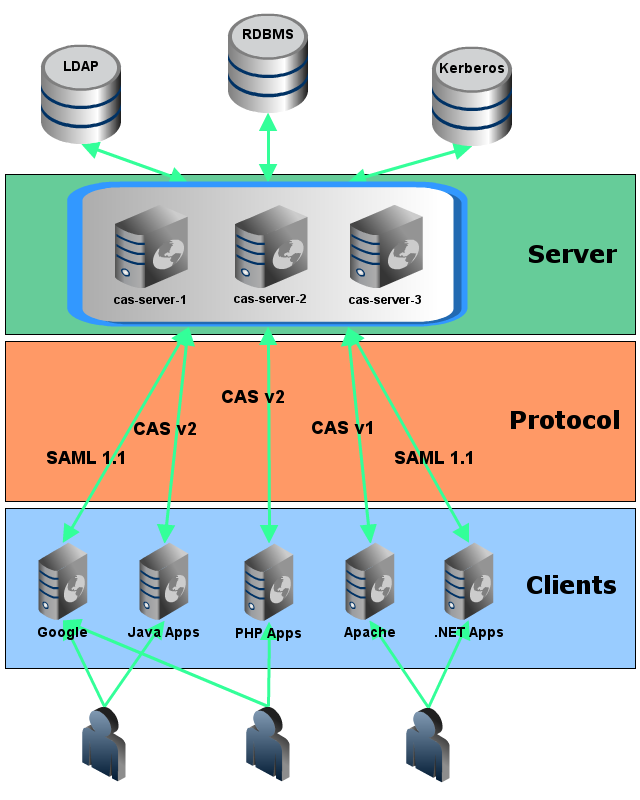 RDBMS
LDAP
Kerberos
Server
cas-server-1
cas-server-2
cas-server-3
Protocol
CAS v2
CAS v2
CAS v1
SAML 1.1
SAML 1.1
Clients
Google
Java Apps
PHP Apps
Apache
.NET Apps